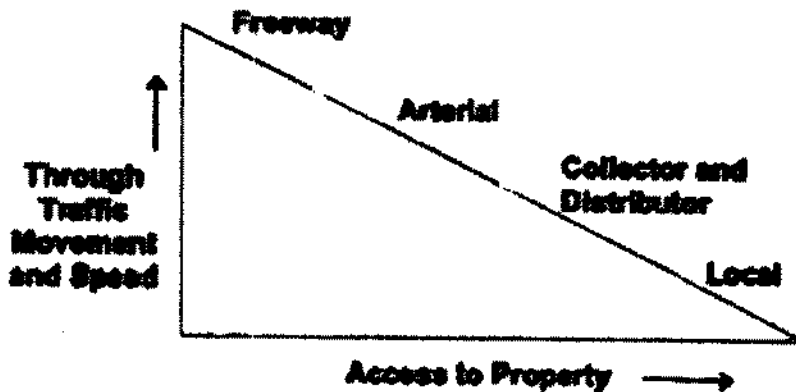 Freeway
Arterial
Collector and
Distributor
Local
Through
Traffic
Movement
and Speed
Access to Property